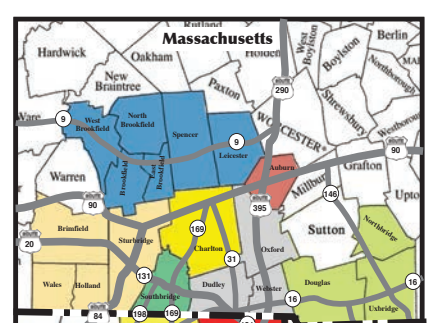 Rutland
Massachusetts
Berlin
Hardwick
Oakham
Holden
West
Boylston
Boylston
Northborough
New
Braintree
Paxton
290
Shrewsbury
Ware
9
West
Brookfield
North
Brookfield
Spencer
WORCESTER*
Westboro
9
Leicester
90
Brookfield
East
Brookfield
Auburn
Grafton
Warren
Millbury
146
Upto
90
395
Northbridge
20
Brimfield
Sturbridge
169
Charlton
Oxford
Sutton
131
31
Wales
Holland
Southbridge
Dudley
Webster
Douglas
16
16
Uxbridge
84
198
169